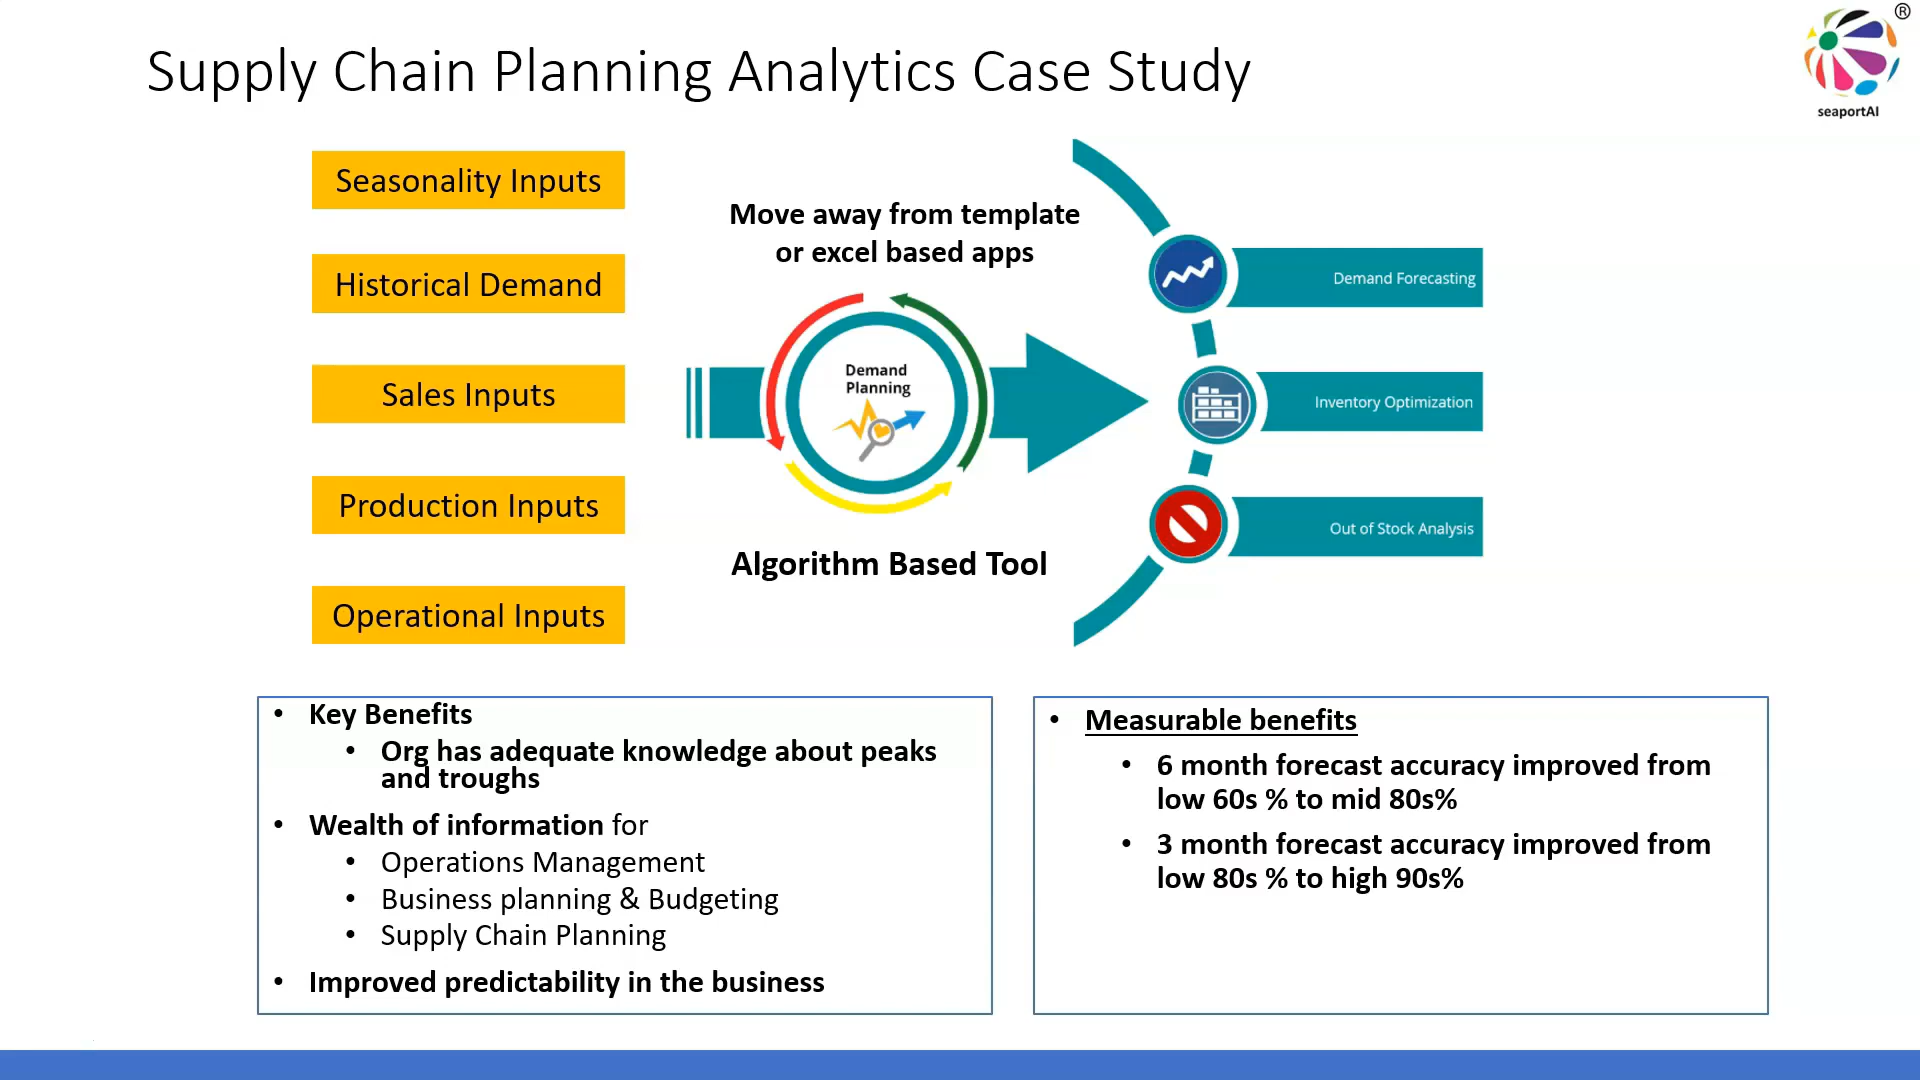 Supply Chain Planning Analytics Case Study
®
seaportAI
Seasonality Inputs
Historical Demand
Sales Inputs
Production Inputs
Operational Inputs
Move away from template
or excel based apps
Demand
Planning
Algorithm Based Tool
Demand Forecasting
Inventory Optimization
Out of Stock Analysis
• Key Benefits
• Org has adequate knowledge about peaks
and troughs
• Wealth of information for
• Operations Management
• Business planning & Budgeting
• Supply Chain Planning
• Improved predictability in the business
• Measurable benefits
• 6 month forecast accuracy improved from
low 60s % to mid 80s%
• 3 month forecast accuracy improved from
low 80s % to high 90s%